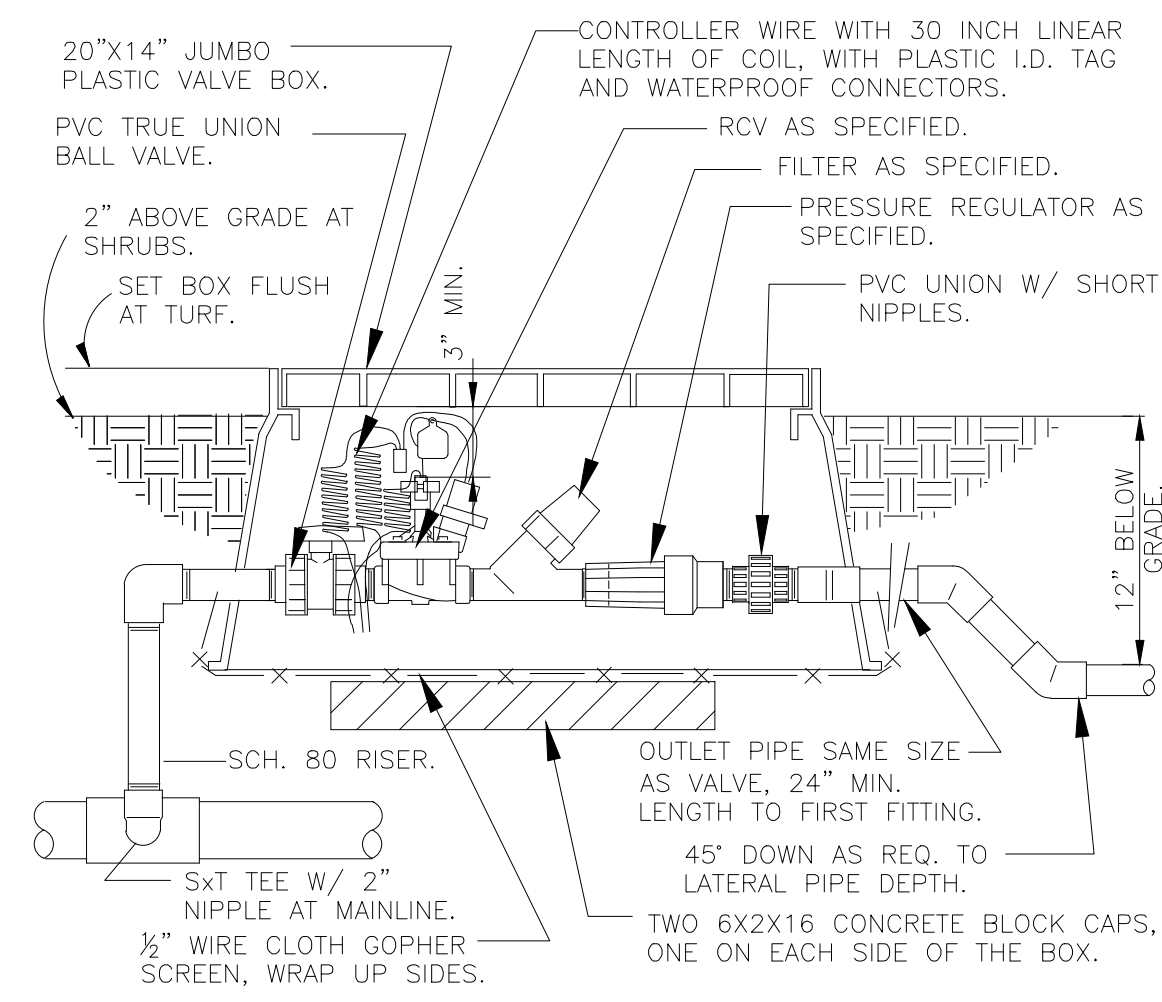 20”X14” JUMBO
PLASTIC VALVE BOX.
CONTROLLER WIRE WITH 30 INCH LINEAR
LENGTH OF COIL, WITH PLASTIC I.D. TAG
AND WATERPROOF CONNECTORS.
PVC TRUE UNION
BALL VALVE.
RCV AS SPECIFIED.
FILTER AS SPECIFIED.
2” ABOVE GRADE AT
SHRUBS.
PRESSURE REGULATOR AS
SPECIFIED.
SET BOX FLUSH
AT TURF.
3” MIN.
PVC UNION W/ SHORT
NIPPLES.
12” BELOW
GRADE.
SCH. 80 RISER.
OUTLET PIPE SAME SIZE
AS VALVE, 24” MIN.
LENGTH TO FIRST FITTING.
45° DOWN AS REQ. TO
LATERAL PIPE DEPTH.
SxT TEE W/ 2”
NIPPLE AT MAINLINE.
½” WIRE CLOTH GOPHER
SCREEN, WRAP UP SIDES.
TWO 6X2X16 CONCRETE BLOCK CAPS,
ONE ON EACH SIDE OF THE BOX.